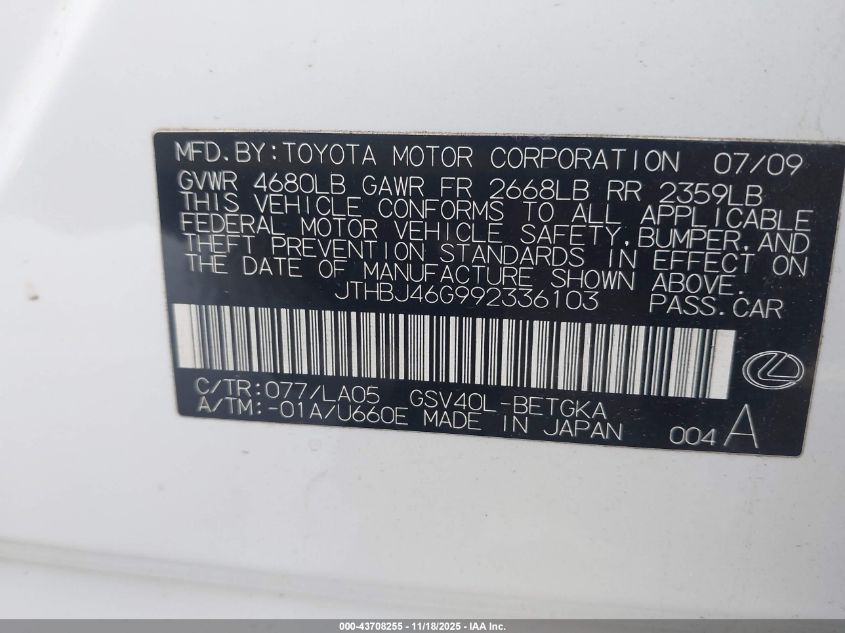 MFD.BY:TOYOTA MOTOR CORPORATION 07/09
GVWR 4680LB GAWR FR 2668LB RR 2359LB
THIS VEHICLE CONFORMS TO ALL APPLICABLE
FEDERAL MOTOR VEHICLE SAFETY,BUMPER,AND
THEFT PREVENTION STANDARDS IN EFFECT ON
THE DATE OF MANUFACTURE SHOWN ABOVE.
JTHBJ46G992336103 PASS.CAR
C/TR:077/LA05 GSV40L-BETGKA
A/TM:-01A/U660E MADE IN JAPAN 004 A
000-43708255 - 11/18/2025 - IAA Inc.